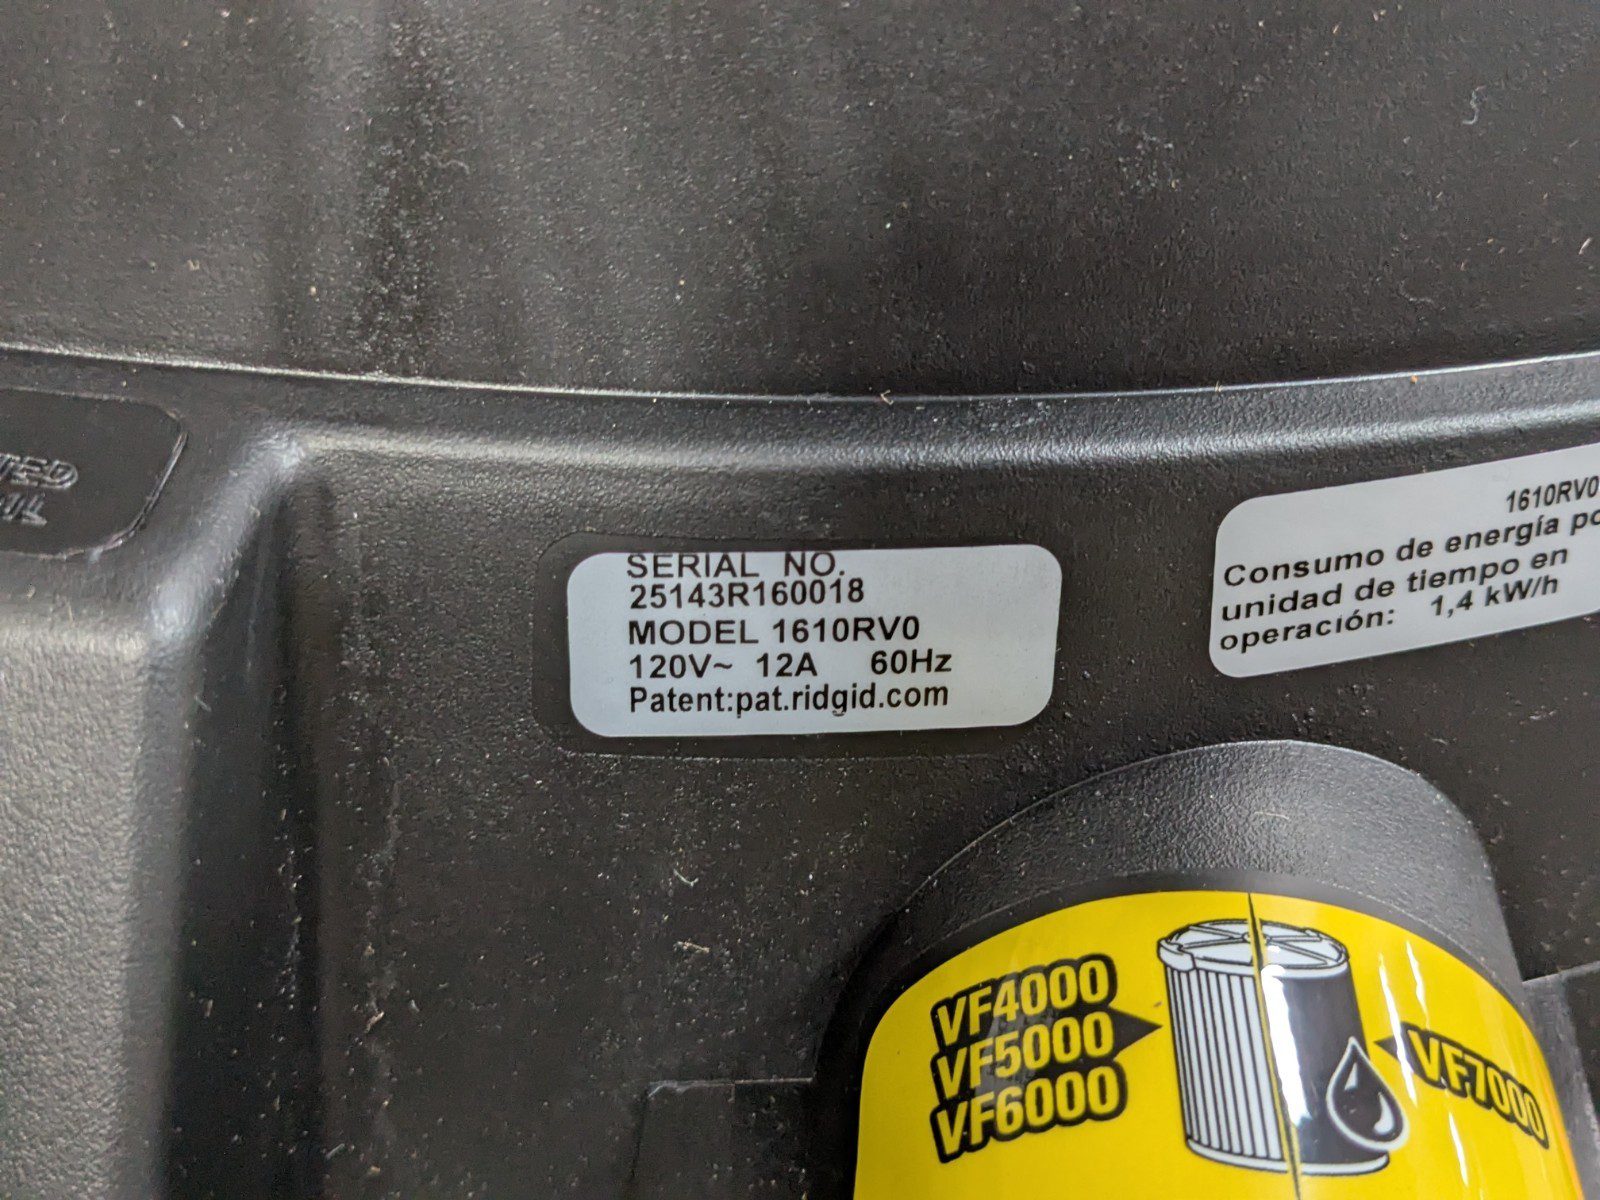 SERIAL NO.
25143R160018
MODEL 1610RV0
120V~ 12A 60Hz
Patent:pat.ridgid.com
1610RV0
Consumo de energía
unidad de tiempo en
operación: 1,4 kW/h
VF4000
VF5000
VF6000
VF7000